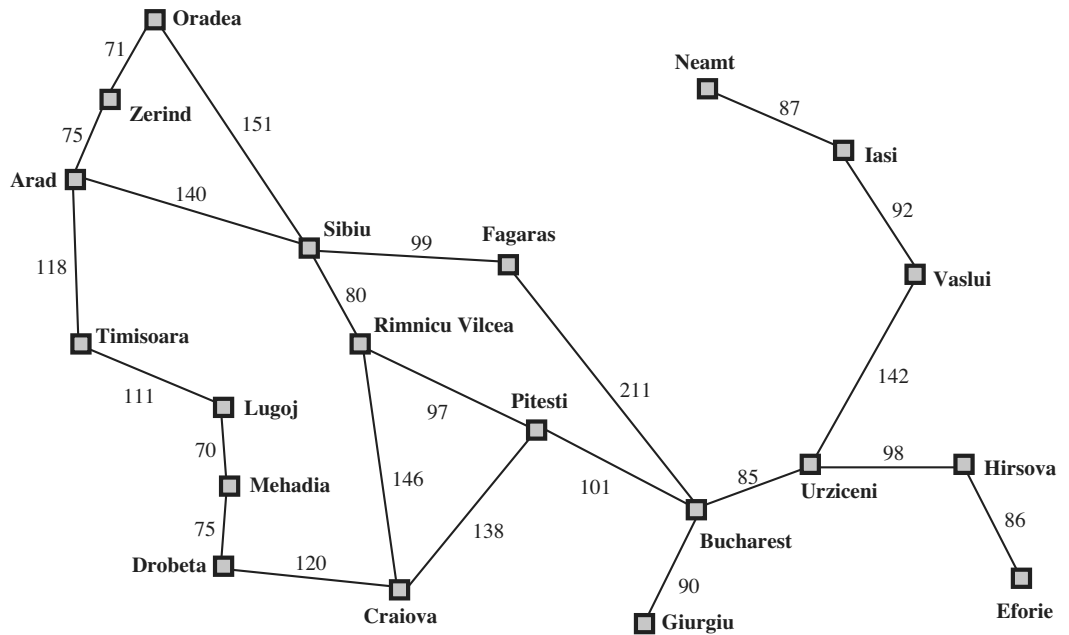 Oradea
71
Neamt
Zerind
87
75
151
Iasi
Arad
140
92
Sibiu
Fagaras
99
118
Vaslui
80
Timisoara
Rimnicu Vilcea
142
111
211
Lugoj
97
Pitesti
70
98
Hirsova
85
Mehadia
146
101
Urziceni
75
86
138
Bucharest
Drobeta
120
90
Craiova
Giurgiu
Eforie